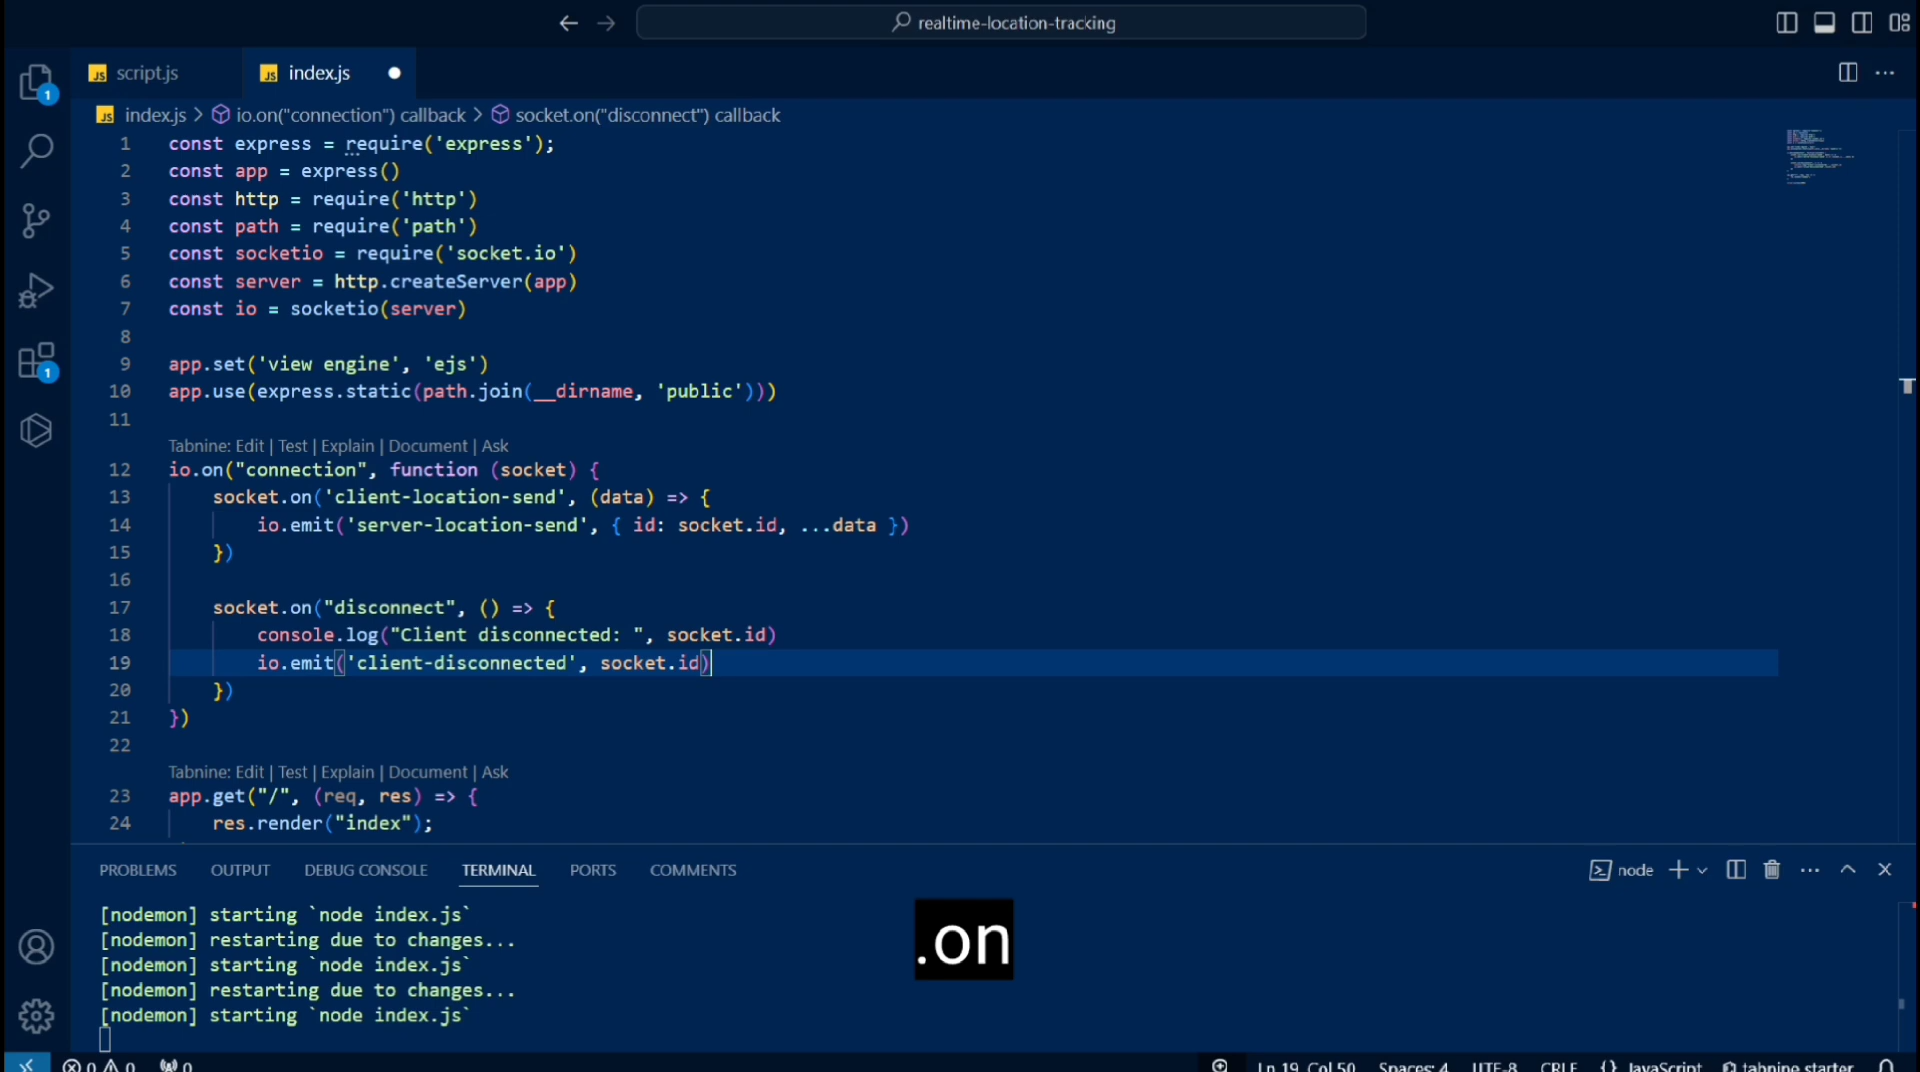 realtime-location-tracking
script.js
index.js
index.js > io.on("connection") callback > socket.on("disconnect") callback
1 const express = require('express');
2 const app = express()
3 const http = require('http')
4 const path = require('path')
5 const socketio = require('socket.io')
6 const server = http.createServer(app)
7 const io = socketio(server)
8
9 app.set('view engine', 'ejs')
10 app.use(express.static(path.join(__dirname, 'public')))
11
Tabnine: Edit | Test | Explain | Document | Ask
12 io.on("connection", function (socket) {
13 socket.on('client-location-send', (data) => {
14 io.emit('server-location-send', { id: socket.id, ...data })
15 })
16
17 socket.on("disconnect", () => {
18 console.log("Client disconnected: ", socket.id)
19 io.emit('client-disconnected', socket.id)
20 })
21 })
22
Tabnine: Edit | Test | Explain | Document | Ask
23 app.get("/", (req, res) => {
24 res.render("index");
PROBLEMS OUTPUT DEBUG CONSOLE TERMINAL PORTS COMMENTS
node
[nodemon] starting `node index.js`
[nodemon] restarting due to changes...
[nodemon] starting `node index.js`
[nodemon] restarting due to changes...
[nodemon] starting `node index.js`
.on
0 0 0 Ln 19, Col 50 Spaces: 4 UTF-8 CRLF {} JavaScript tabnine starter